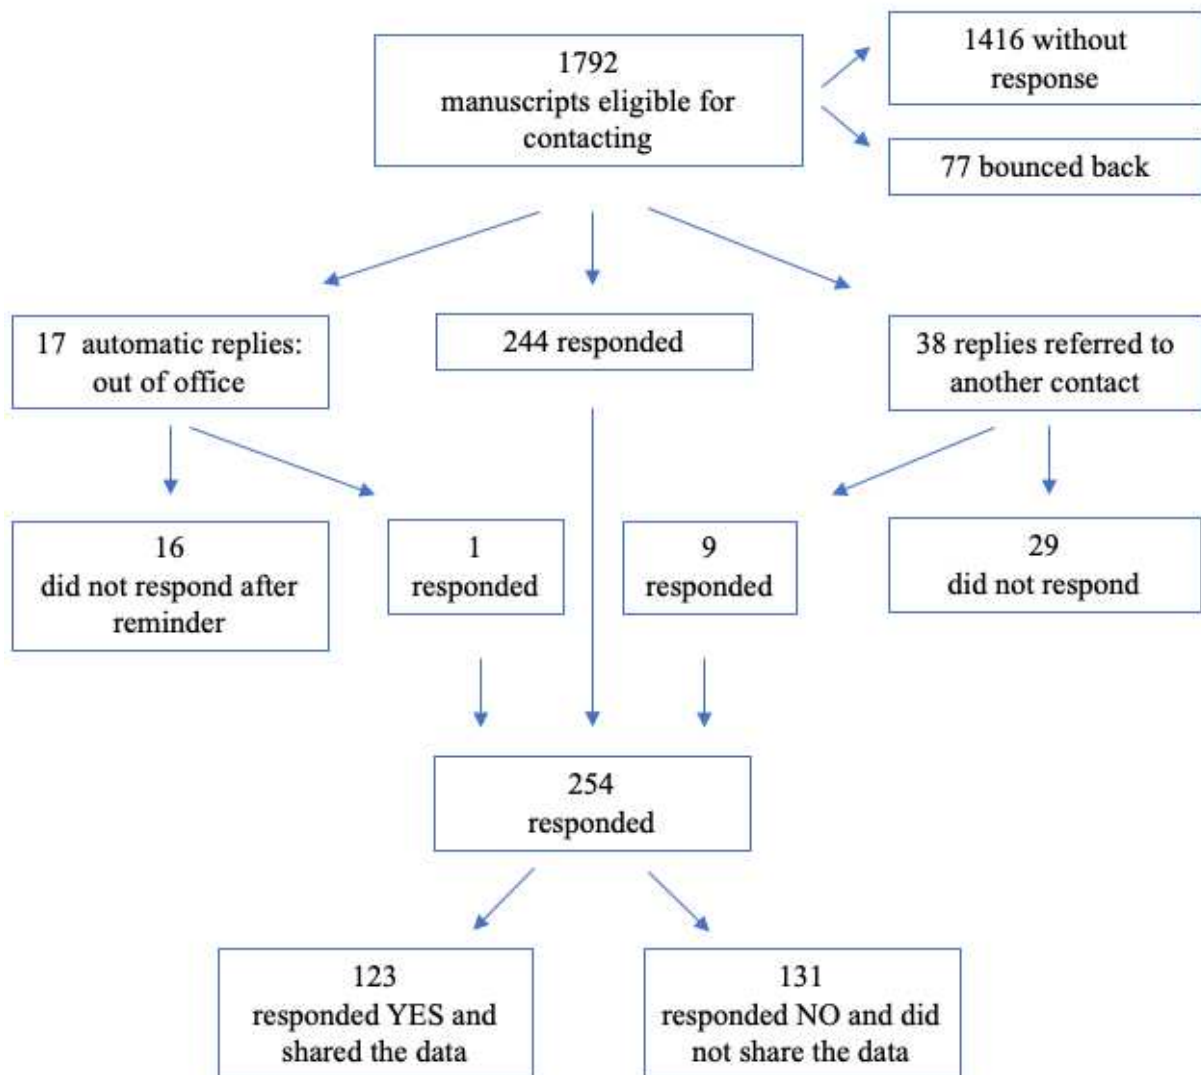 1792
manuscripts eligible for
contacting
1416 without
response
77 bounced back
17 automatic replies:
out of office
244 responded
38 replies referred to
another contact
16
did not respond after
reminder
1
responded
9
responded
29
did not respond
254
responded
123
responded YES and
shared the data
131
responded NO and did
not share the data